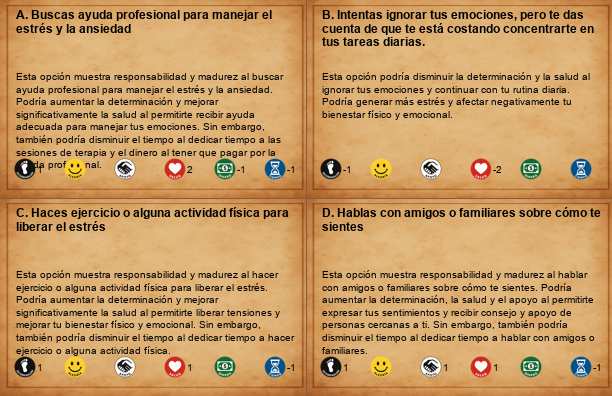 A. Buscas ayuda profesional para manejar el
estrés y la ansiedad
Esta opción muestra responsabilidad y madurez al buscar
ayuda profesional para manejar el estrés y la ansiedad.
Podría aumentar la determinación y mejorar
significativamente la salud al permitirte recibir ayuda
adecuada para manejar tus emociones. Sin embargo,
también podría disminuir el tiempo al dedicar tiempo a las
sesiones de terapia y el dinero al tener que pagar por la
1 2 -1 -1
B. Intentas ignorar tus emociones, pero te das
cuenta de que te está costando concentrarte en
tus tareas diarias.
Esta opción podría disminuir la determinación y la salud al
ignorar tus emociones y continuar con tu rutina diaria.
Podría generar más estrés y afectar negativamente tu
bienestar físico y emocional.
-1 -2
C. Haces ejercicio o alguna actividad física para
liberar el estrés
Esta opción muestra responsabilidad y madurez al hacer
ejercicio o alguna actividad física para liberar el estrés.
Podría aumentar la determinación y mejorar
significativamente la salud al permitirte liberar tensiones y
mejorar tu bienestar físico y emocional. Sin embargo,
también podría disminuir el tiempo al dedicar tiempo a hacer
ejercicio o alguna actividad física.
1 1 -1
D. Hablas con amigos o familiares sobre cómo te
sientes
Esta opción muestra responsabilidad y madurez al hablar
con amigos o familiares sobre cómo te sientes. Podría
aumentar la determinación, la salud y el apoyo al permitirte
expresar tus sentimientos y recibir consejo y apoyo de
personas cercanas a ti. Sin embargo, también podría
disminuir el tiempo al dedicar tiempo a hablar con amigos o
familiares.
1 1 1 -1